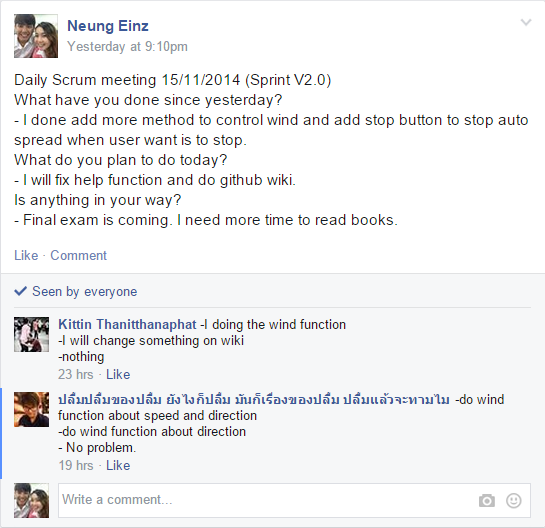 Neung Einz
Yesterday at 9:10pm
Daily Scrum meeting 15/11/2014 (Sprint V2.0)
What have you done since yesterday?
- I done add more method to control wind and add stop button to stop auto
spread when user want is to stop.
What do you plan to do today?
- I will fix help function and do github wiki.
Is anything in your way?
- Final exam is coming. I need more time to read books.
Like · Comment
Seen by everyone
Kittin Thanitthanaphat -I doing the wind function
-I will change something on wiki
-nothing
23 hrs · Like
ปลื้มปลื้มของปลื้ม ยังไงก็ปลื้ม มันก็เรื่องของปลื้ม ปลื้มแล้วจะทามไม -do wind
function about speed and direction
-do wind function about direction
- No problem.
19 hrs · Like
Write a comment...